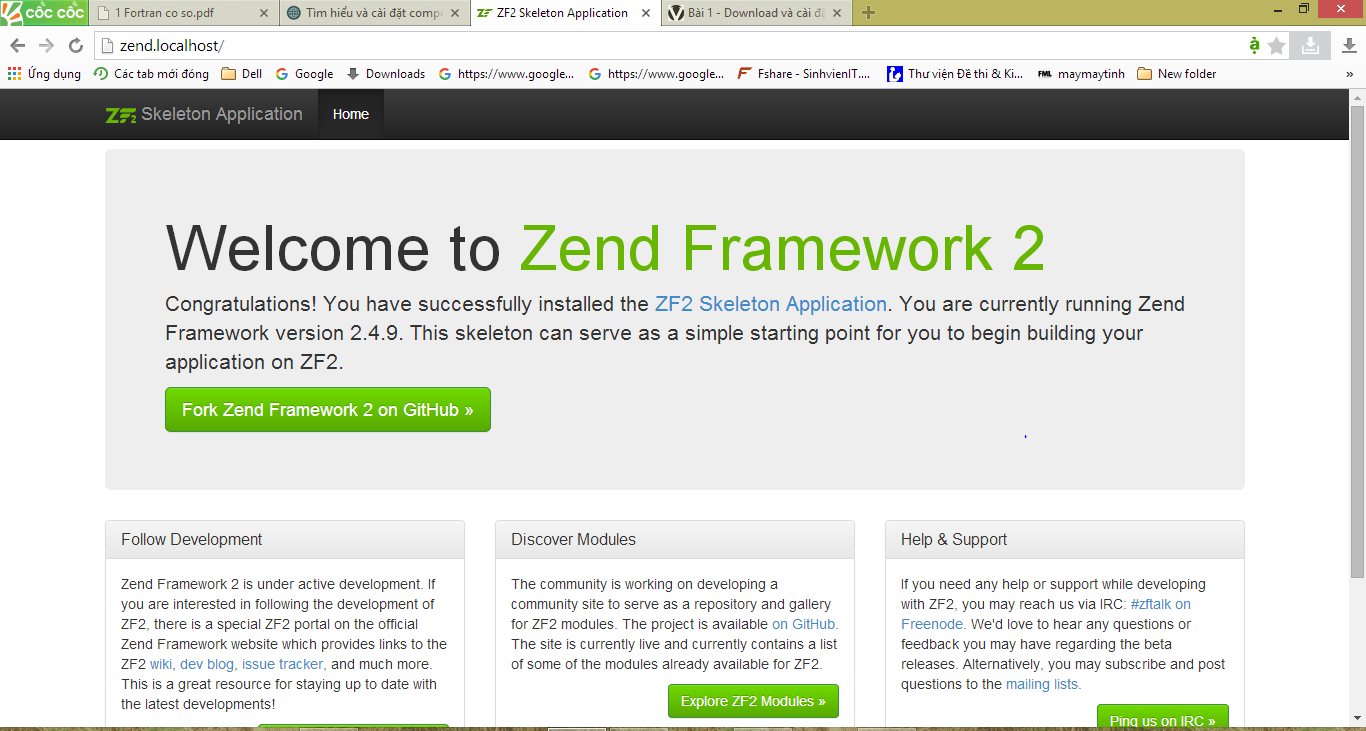 cốc cốc
1 Fortran co so.pdf
Tìm hiểu và cài đặt comp
ZF2 Skeleton Application
Bài 1 - Download và cài đặ
zend.localhost/
Ứng dụng
Các tab mới đóng
Dell
Google
Downloads
https://www.google...
https://www.google...
Fshare - SinhvienIT....
Thư viện Đề thi & Ki...
FML maymaytinh
New folder
»
ZF2 Skeleton Application
Home
Welcome to Zend Framework 2
Congratulations! You have successfully installed the ZF2 Skeleton Application. You are currently running Zend
Framework version 2.4.9. This skeleton can serve as a simple starting point for you to begin building your
application on ZF2.
Fork Zend Framework 2 on GitHub »
Follow Development
Zend Framework 2 is under active development. If
you are interested in following the development of
ZF2, there is a special ZF2 portal on the official
Zend Framework website which provides links to the
ZF2 wiki, dev blog, issue tracker, and much more.
This is a great resource for staying up to date with
the latest developments!
Discover Modules
The community is working on developing a
community site to serve as a repository and gallery
for ZF2 modules. The project is available on GitHub.
The site is currently live and currently contains a list
of some of the modules already available for ZF2.
Explore ZF2 Modules »
Help & Support
If you need any help or support while developing
with ZF2, you may reach us via IRC: #zftalk on
Freenode. We'd love to hear any questions or
feedback you may have regarding the beta
releases. Alternatively, you may subscribe and post
questions to the mailing lists.
Ping us on IRC »